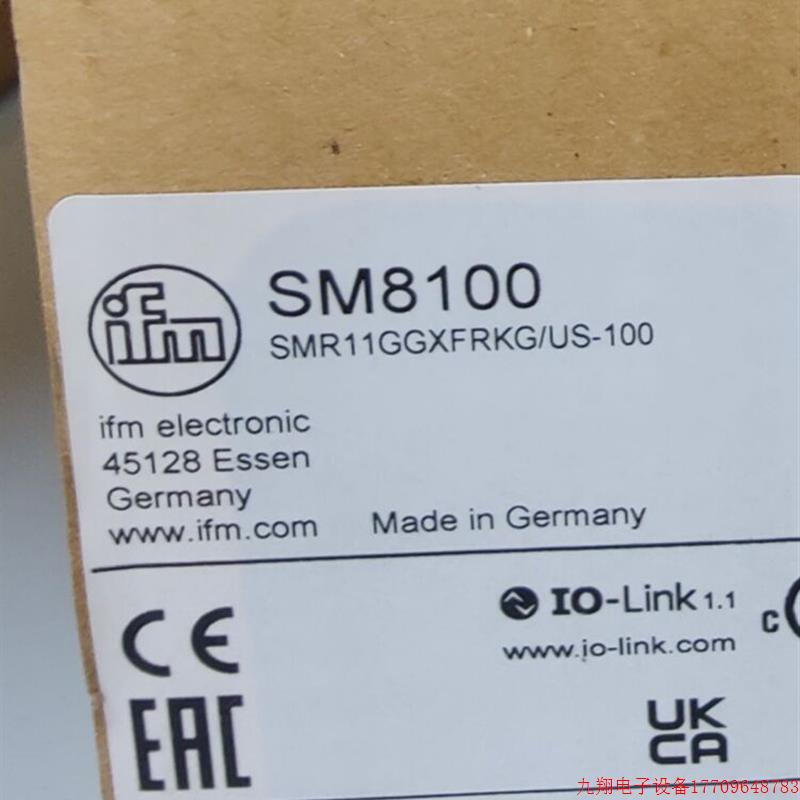 ifm
SM8100
SMR11GGXFRKG/US-100
ifm electronic
45128 Essen
Germany
www.ifm.com
Made in Germany
IO-Link 1.1
www.io-link.com
c
CE
EAC
UK
CA
九翔电子设备17709648783